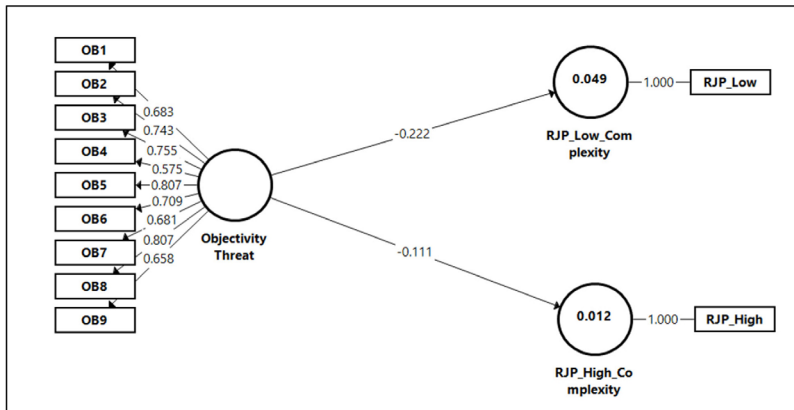 OB1
OB2
OB3
OB4
OB5
OB6
OB7
OB8
OB9
0.683
0.743
0.755
0.575
0.807
0.709
0.681
0.807
0.658
Objectivity
Threat
-0.222
-0.111
0.049
RJP_Low_Com
plexity
1.000
RJP_Low
0.012
RJP_High_Co
mplexity
1.000
RJP_High